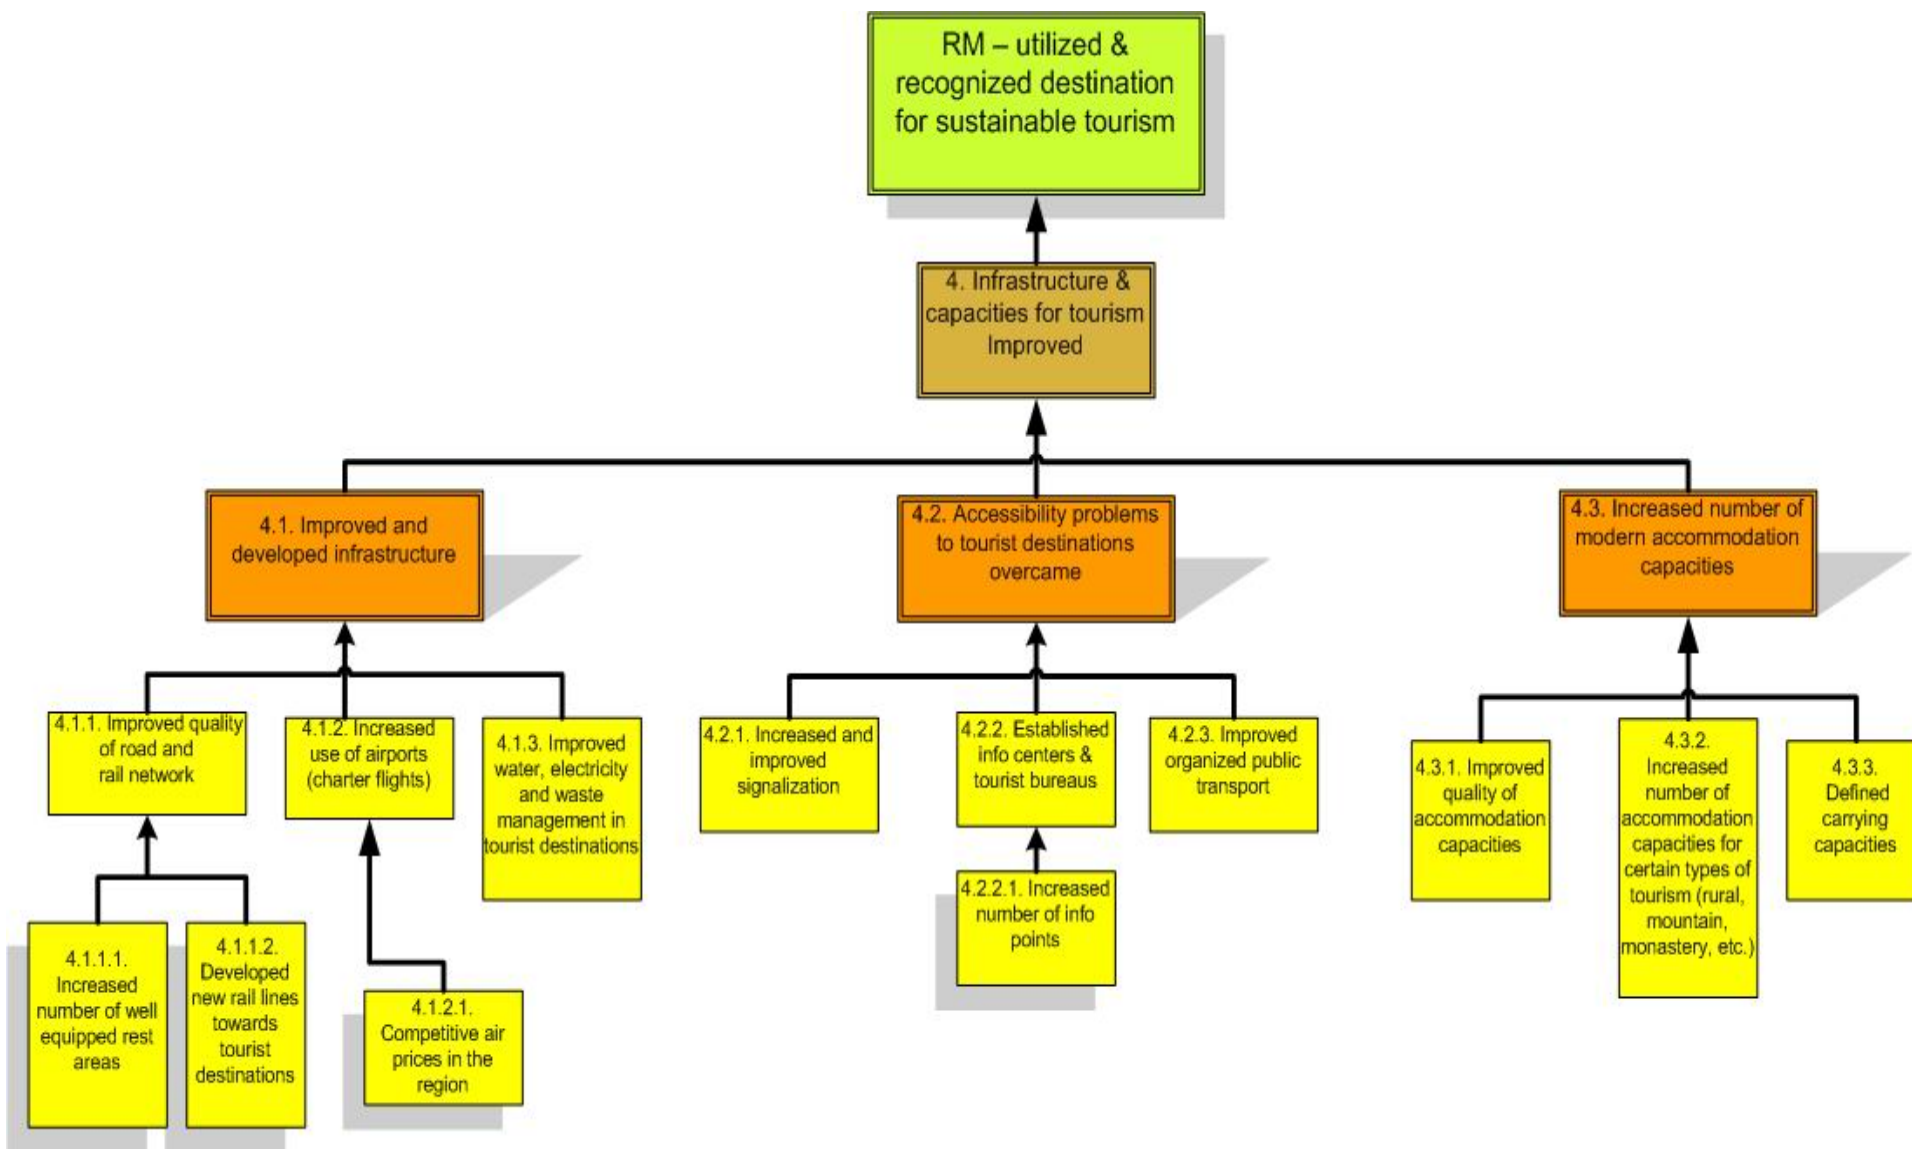 RM – utilized &
recognized destination
for sustainable tourism
4. Infrastructure &
capacities for tourism
Improved
4.1. Improved and
developed infrastructure
4.2. Accessibility problems
to tourist destinations
overcame
4.3. Increased number of
modern accommodation
capacities
4.1.1. Improved quality
of road and
rail network
4.1.2. Increased
use of airports
(charter flights)
4.1.3. Improved
water, electricity
and waste
management in
tourist destinations
4.2.1. Increased and
improved
signalization
4.2.2. Established
info centers &
tourist bureaus
4.2.3. Improved
organized public
transport
4.3.1. Improved
quality of
accommodation
capacities
4.3.2.
Increased
number of
accommodation
capacities for
certain types of
tourism (rural,
mountain,
monastery, etc.)
4.3.3.
Defined
carrying
capacities
4.1.1.1.
Increased
number of well
equipped rest
areas
4.1.1.2.
Developed
new rail lines
towards
tourist
destinations
4.1.2.1.
Competitive air
prices in the
region
4.2.2.1. Increased
number of info
points